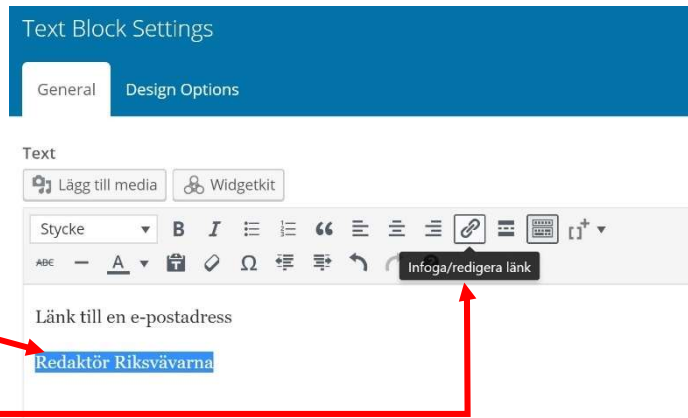 Text Block Settings
General Design Options
Text
Lägg till media Widgetkit
Stycke B I
ABC A Ω
Infoga/redigera länk
Länk till en e-postadress
Redaktör Riksvävarna